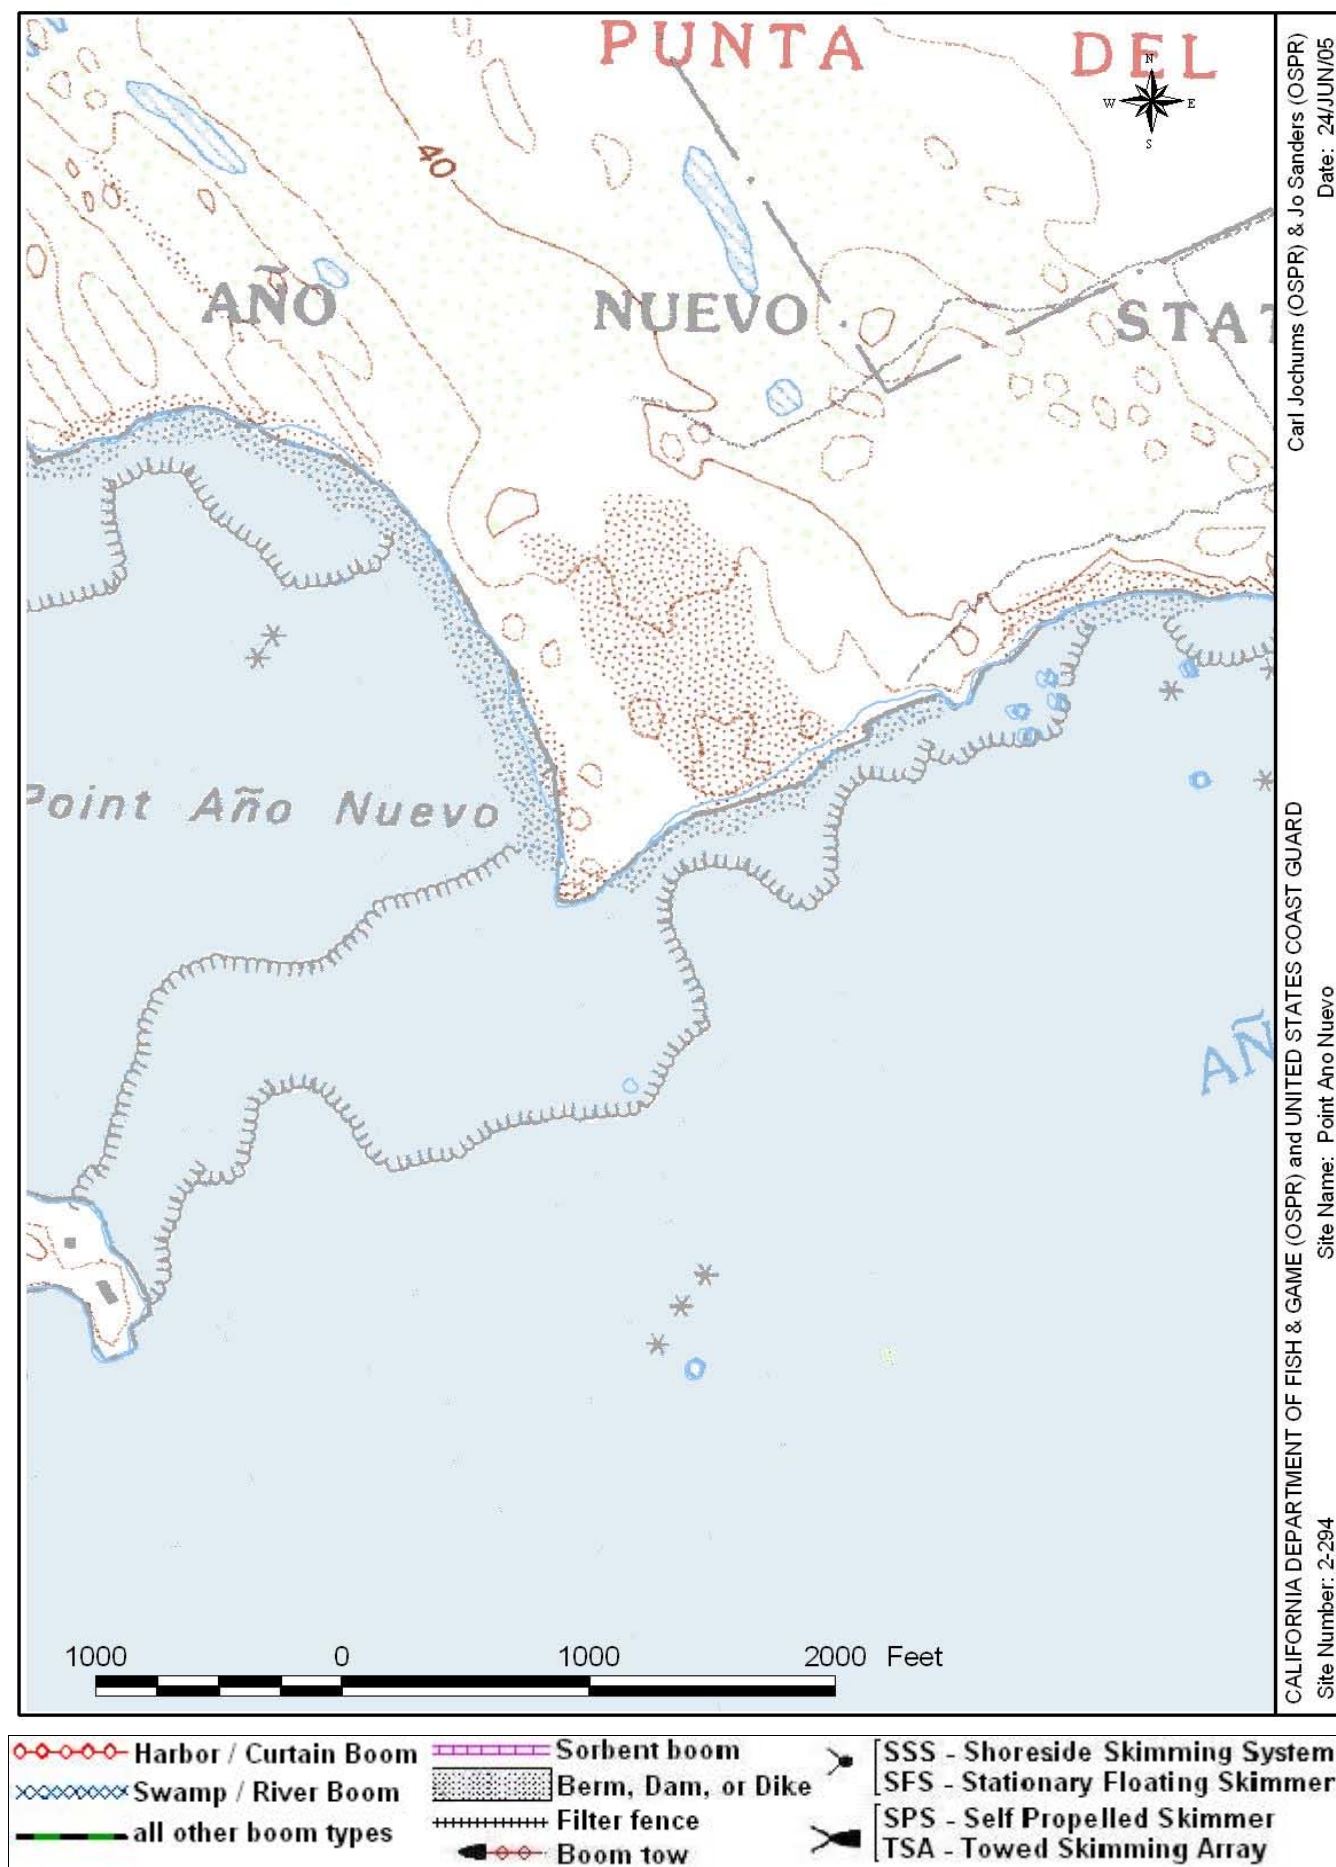 PUNTA DEL
N
W E
S
40
AÑO NUEVO STAT
Point Año Nuevo
AÑ
1000 0 1000 2000 Feet
Carl Jochums (OSPR) & Jo Sanders (OSPR)
Date: 24/JUN/05
CALIFORNIA DEPARTMENT OF FISH & GAME (OSPR) and UNITED STATES COAST GUARD
Site Number: 2-294 Site Name: Point Ano Nuevo
Harbor / Curtain Boom
Swamp / River Boom
all other boom types
Sorbent boom
Berm, Dam, or Dike
Filter fence
Boom tow
SSS - Shoreside Skimming System
SFS - Stationary Floating Skimmer
SPS - Self Propelled Skimmer
TSA - Towed Skimming Array